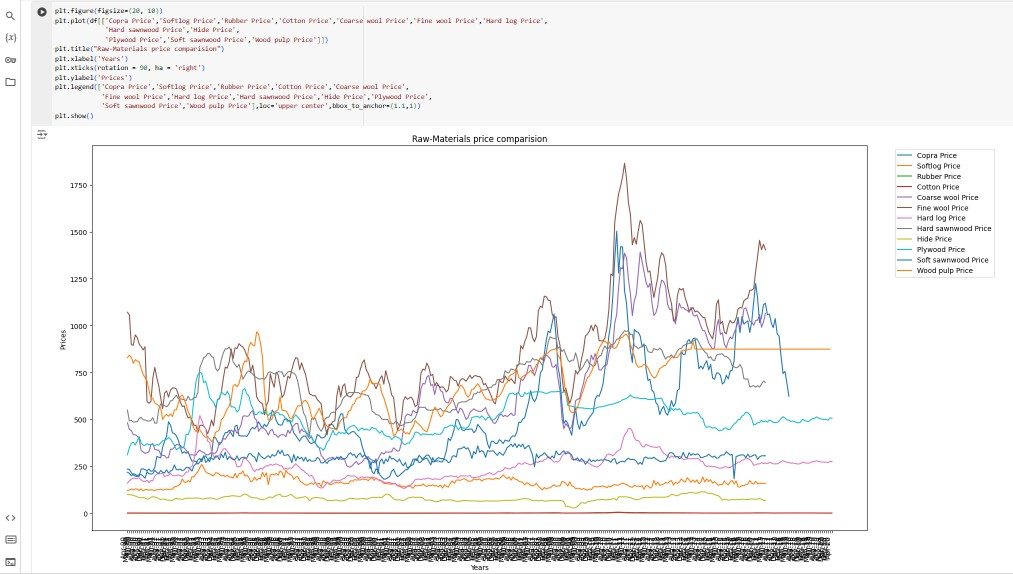 plt.figure(figsize=(20, 10))
plt.plot(df[['Copra Price','Softlog Price','Rubber Price','Cotton Price','Coarse wool Price','Fine wool Price','Hard log Price',
'Hard sawnwood Price','Hide Price',
'Plywood Price','Soft sawnwood Price','Wood pulp Price']])
plt.title("Raw-Materials price comparision")
plt.xlabel('Years')
plt.xticks(rotation = 90, ha = 'right')
plt.ylabel('Prices')
plt.legend(['Copra Price','Softlog Price','Rubber Price','Cotton Price','Coarse wool Price',
'Fine wool Price','Hard log Price','Hard sawnwood Price','Hide Price','Plywood Price',
'Soft sawnwood Price','Wood pulp Price'],loc='upper center',bbox_to_anchor=(1.1,1))
plt.show()
{x}
Raw-Materials price comparision
1750
1500
1250
1000
750
500
250
0
Prices
Years
Copra Price
Softlog Price
Rubber Price
Cotton Price
Coarse wool Price
Fine wool Price
Hard log Price
Hard sawnwood Price
Hide Price
Plywood Price
Soft sawnwood Price
Wood pulp Price